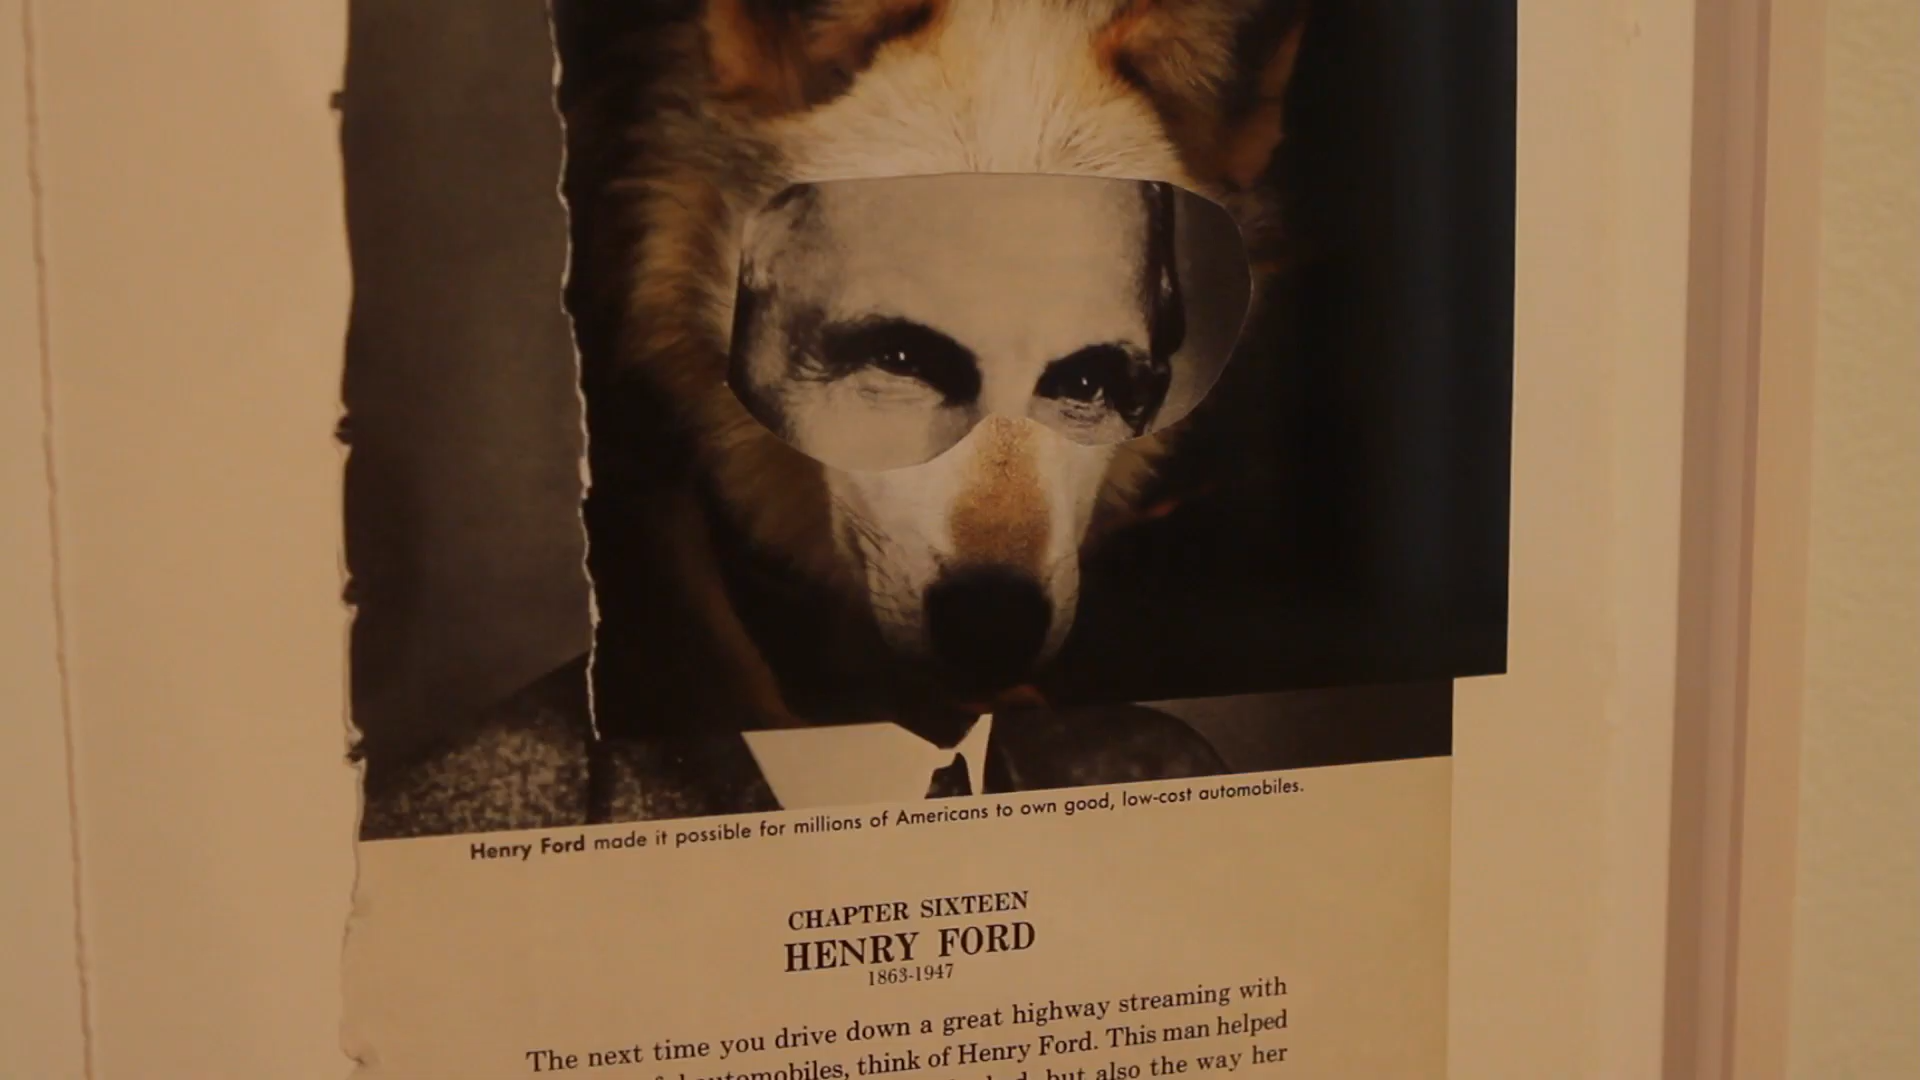 Henry Ford made it possible for millions of Americans to own good, low-cost automobiles.
CHAPTER SIXTEEN
HENRY FORD
1863-1947
The next time you drive down a great highway streaming with
automobiles, think of Henry Ford. This man helped
but also the way her